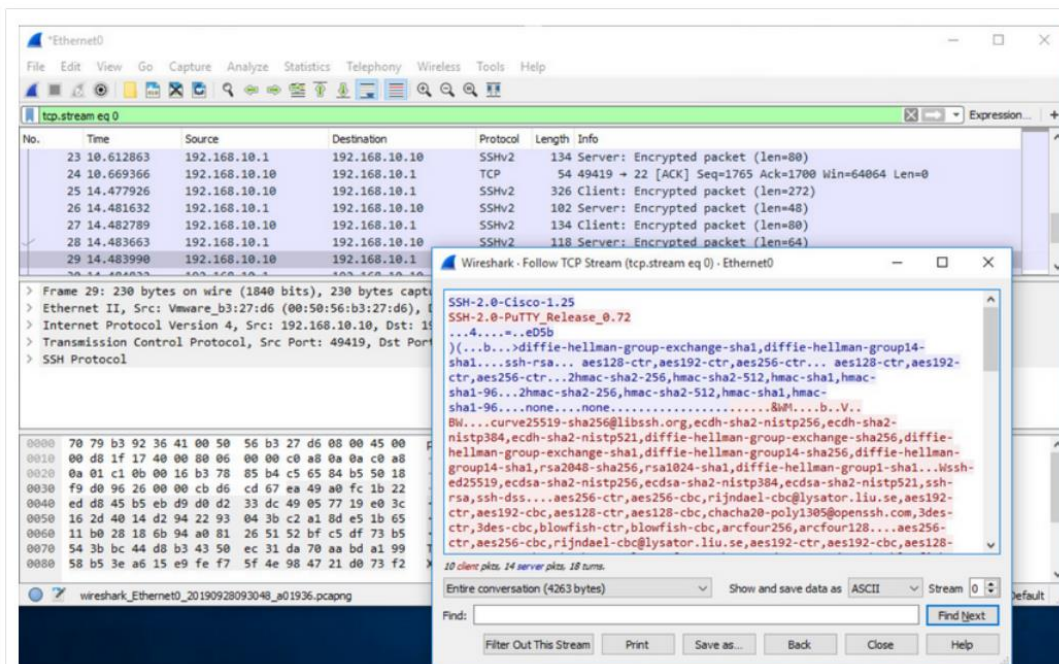 *Ethernet0
File Edit View Go Capture Analyze Statistics Telephony Wireless Tools Help
tcp.stream eq 0
Expression... +
No. Time Source Destination Protocol Length Info
23 10.612863 192.168.10.1 192.168.10.10 SSHv2 134 Server: Encrypted packet (len=80)
24 10.669366 192.168.10.10 192.168.10.1 TCP 54 49419 → 22 [ACK] Seq=1765 Ack=1700 Win=64064 Len=0
25 14.477926 192.168.10.10 192.168.10.1 SSHv2 326 Client: Encrypted packet (len=272)
26 14.481632 192.168.10.1 192.168.10.10 SSHv2 102 Server: Encrypted packet (len=48)
27 14.482789 192.168.10.10 192.168.10.1 SSHv2 134 Client: Encrypted packet (len=80)
28 14.483663 192.168.10.1 192.168.10.10 SSHv2 118 Server: Encrypted packet (len=64)
29 14.483990 192.168.10.10 192.168.10.1
> Frame 29: 230 bytes on wire (1840 bits), 230 bytes captu
> Ethernet II, Src: Vmware_b3:27:d6 (00:50:56:b3:27:d6), D
> Internet Protocol Version 4, Src: 192.168.10.10, Dst: 19
> Transmission Control Protocol, Src Port: 49419, Dst Port
> SSH Protocol
0000 70 79 b3 92 36 41 00 50 56 b3 27 d6 08 00 45 00
0010 00 d8 1f 17 40 00 80 06 00 00 c0 a8 0a 0a c0 a8
0020 0a 01 c1 0b 00 16 b3 78 85 b4 c5 65 84 b5 50 18
0030 f9 d0 96 26 00 00 cb d6 cd 67 ea 49 a0 fc 1b 22
0040 ed d8 45 b5 eb d9 d0 d2 33 dc 49 05 77 19 e0 3c
0050 16 2d 40 14 d2 94 22 93 04 3b c2 a1 8d e5 1b 65
0060 11 b0 28 18 6b 94 a0 81 26 51 52 bf c5 df 73 b5
0070 54 3b bc 44 d8 b3 43 50 ec 31 da 70 aa bd a1 99 T
0080 58 b5 3e a6 15 e9 fe f7 5f 4e 98 47 21 d0 73 f2 X
wireshark_Ethernet0_20190928093048_a01936.pcapng
Default
Wireshark · Follow TCP Stream (tcp.stream eq 0) · Ethernet0
SSH-2.0-Cisco-1.25
SSH-2.0-PuTTY_Release_0.72
...4....=..eD5b
)(...b...>diffie-hellman-group-exchange-sha1,diffie-hellman-group14-
sha1....ssh-rsa... aes128-ctr,aes192-ctr,aes256-ctr... aes128-ctr,aes192-
ctr,aes256-ctr...2hmac-sha2-256,hmac-sha2-512,hmac-sha1,hmac-
sha1-96...2hmac-sha2-256,hmac-sha2-512,hmac-sha1,hmac-
sha1-96....none....none.......................&WM....b..V..
BW....curve25519-sha256@libssh.org,ecdh-sha2-nistp256,ecdh-sha2-
nistp384,ecdh-sha2-nistp521,diffie-hellman-group-exchange-sha256,diffie-
hellman-group-exchange-sha1,diffie-hellman-group14-sha256,diffie-hellman-
group14-sha1,rsa2048-sha256,rsa1024-sha1,diffie-hellman-group1-sha1...Wssh-
ed25519,ecdsa-sha2-nistp256,ecdsa-sha2-nistp384,ecdsa-sha2-nistp521,ssh-
rsa,ssh-dss....aes256-ctr,aes256-cbc,rijndael-cbc@lysator.liu.se,aes192-
ctr,aes192-cbc,aes128-ctr,aes128-cbc,chacha20-poly1305@openssh.com,3des-
ctr,3des-cbc,blowfish-ctr,blowfish-cbc,arcfour256,arcfour128....aes256-
ctr,aes256-cbc,rijndael-cbc@lysator.liu.se,aes192-ctr,aes192-cbc,aes128-
10 client pkts, 14 server pkts, 18 turns.
Entire conversation (4263 bytes) Show and save data as ASCII Stream 0
Find: Find Next
Filter Out This Stream Print Save as... Back Close Help